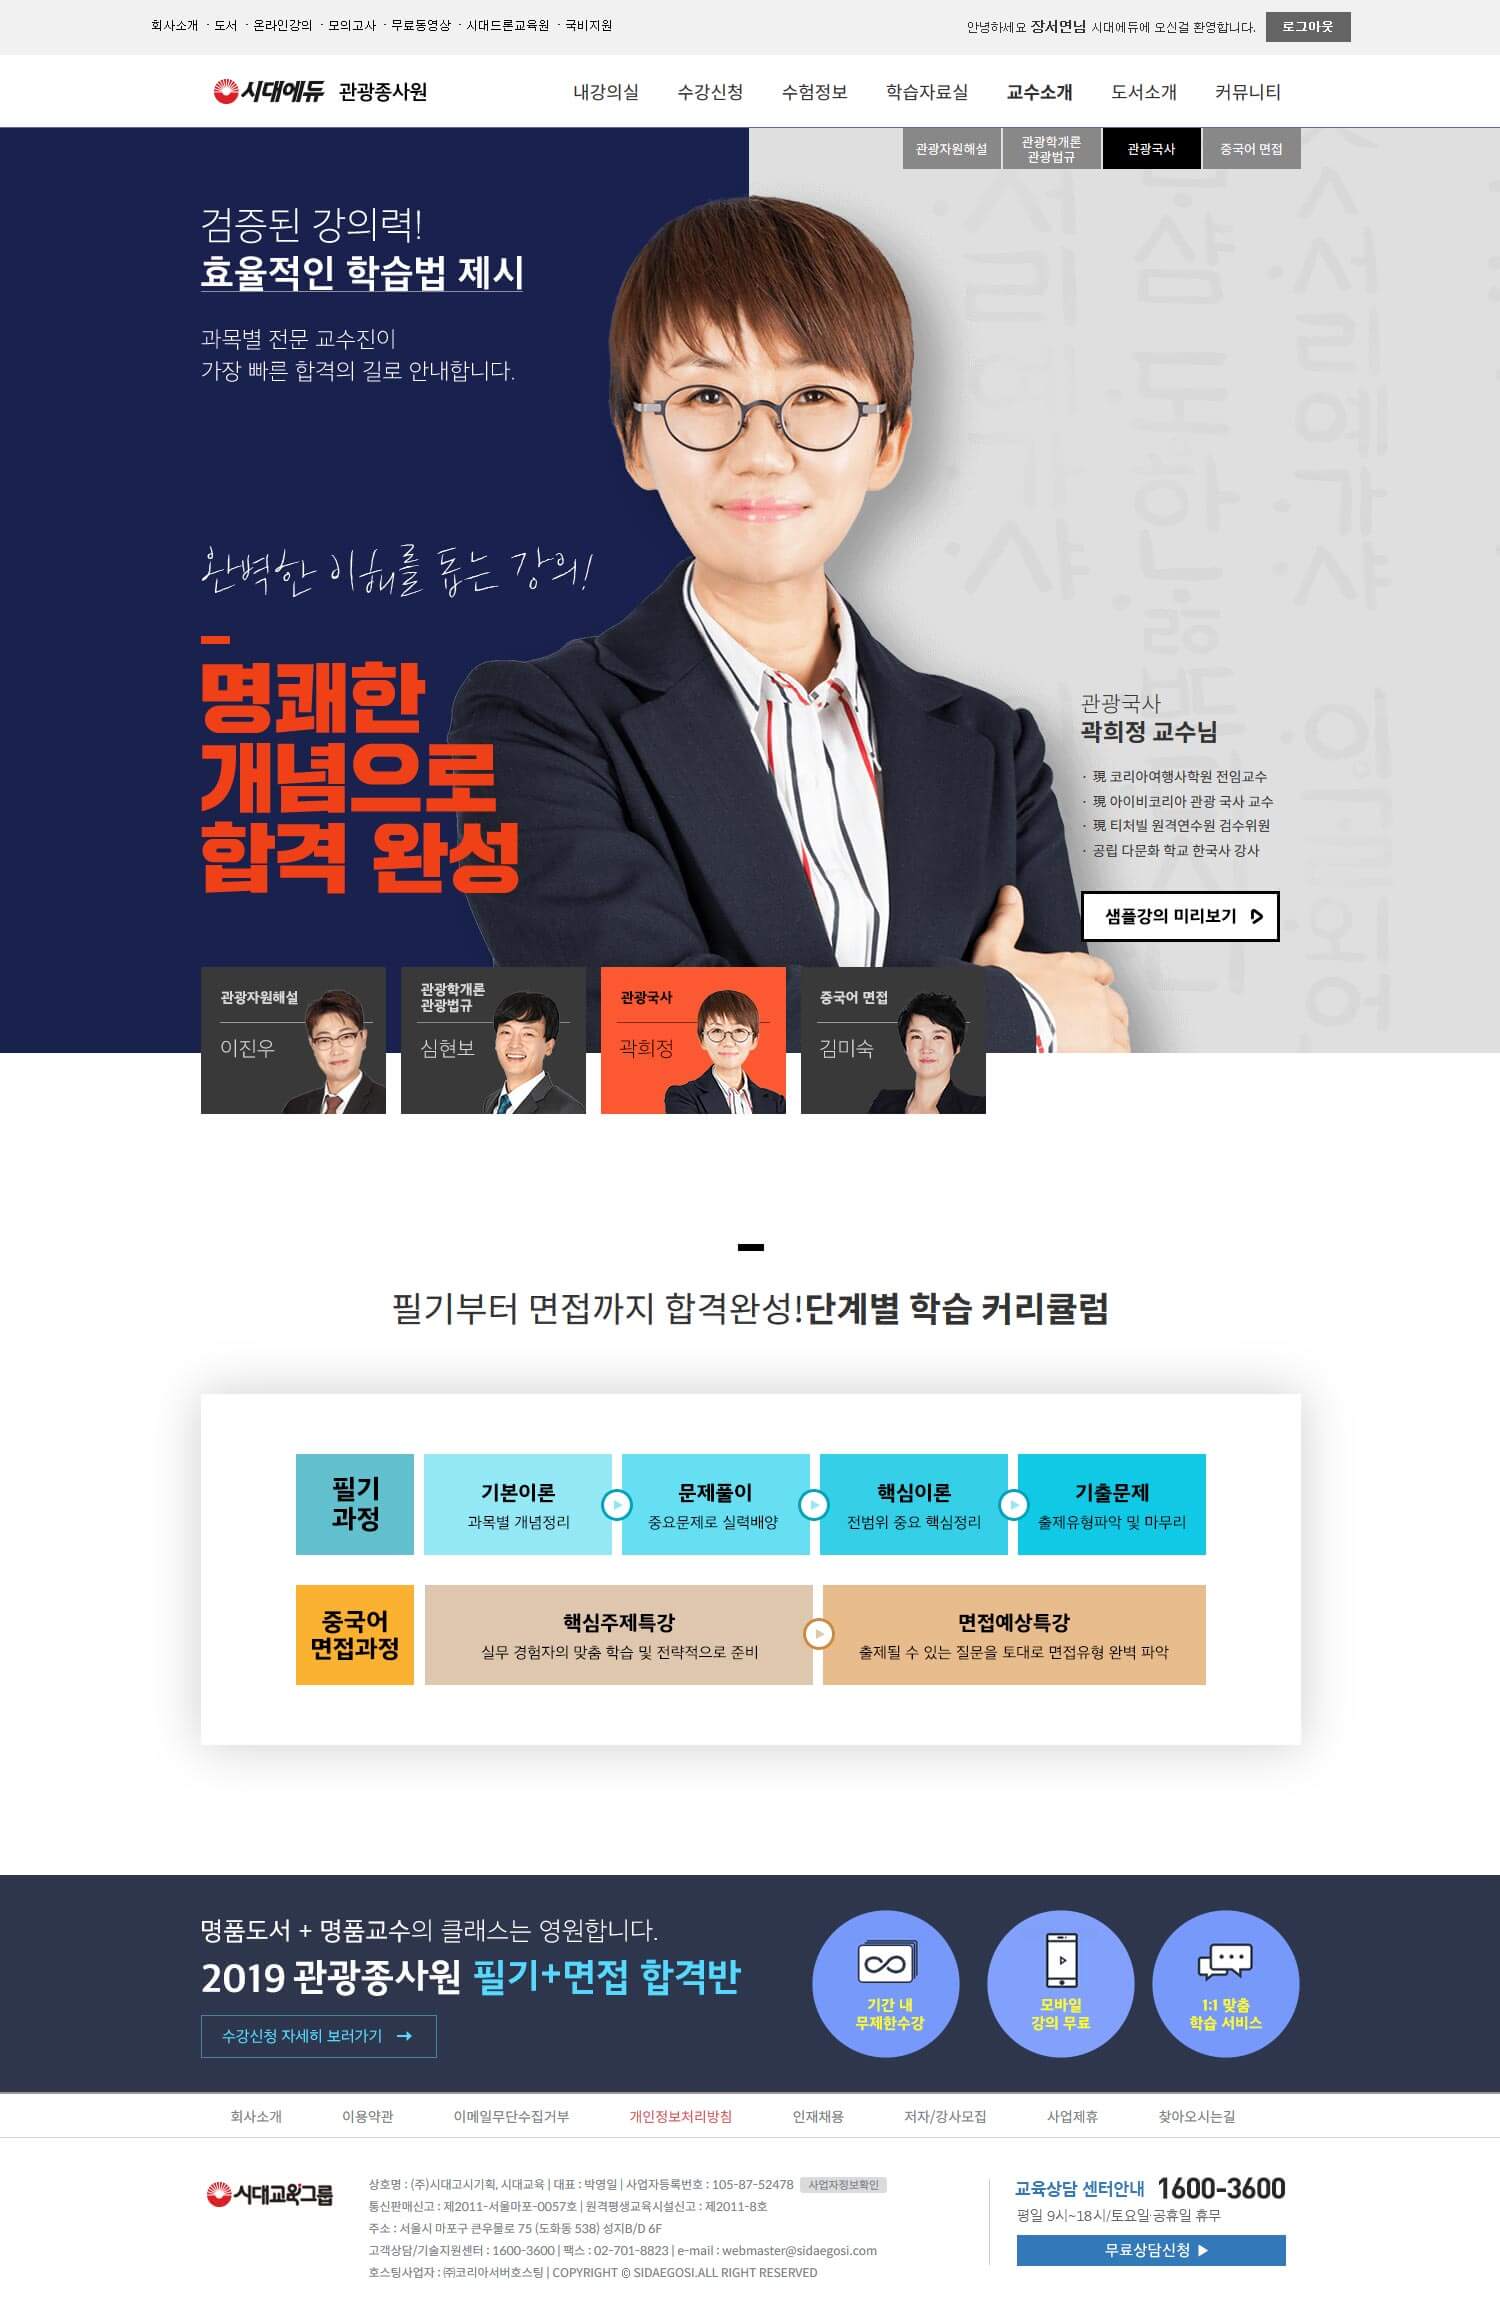 회사소개 · 도서 · 온라인강의 · 모의고사 · 무료동영상 · 시대드론교육원 · 국비지원
안녕하세요 장서연님 시대에듀에 오신걸 환영합니다. 로그아웃
시대에듀 관광종사원
내강의실 수강신청 수험정보 학습자료실 교수소개 도서소개 커뮤니티
관광자원해설
관광학개론
관광법규
관광국사
중국어 면접
검증된 강의력!
효율적인 학습법 제시
과목별 전문 교수진이
가장 빠른 합격의 길로 안내합니다.
완벽한 이해를 돕는 강의!
명쾌한
개념으로
합격 완성
관광국사
곽희정 교수님
· 現 코리아여행사학원 전임교수
· 現 아이비코리아 관광 국사 교수
· 現 티처빌 원격연수원 검수위원
· 공립 다문화 학교 한국사 강사
샘플강의 미리보기
관광자원해설
이진우
관광학개론
관광법규
심현보
관광국사
곽희정
중국어 면접
김미숙
필기부터 면접까지 합격완성!단계별 학습 커리큘럼
필기
과정
기본이론
과목별 개념정리
문제풀이
중요문제로 실력배양
핵심이론
전범위 중요 핵심정리
기출문제
출제유형파악 및 마무리
중국어
면접과정
핵심주제특강
실무 경험자의 맞춤 학습 및 전략적으로 준비
면접예상특강
출제될 수 있는 질문을 토대로 면접유형 완벽 파악
명품도서 + 명품교수의 클래스는 영원합니다.
2019 관광종사원 필기+면접 합격반
수강신청 자세히 보러가기 →
기간 내
무제한수강
모바일
강의 무료
1:1 맞춤
학습 서비스
회사소개 이용약관 이메일무단수집거부 개인정보처리방침 인재채용 저자/강사모집 사업제휴 찾아오시는길
시대교육그룹
상호명 : (주)시대고시기획, 시대교육 | 대표 : 박영일 | 사업자등록번호 : 105-87-52478 사업자정보확인
통신판매신고 : 제2011-서울마포-0057호 | 원격평생교육시설신고 : 제2011-8호
주소 : 서울시 마포구 큰우물로 75 (도화동 538) 성지B/D 6F
고객상담/기술지원센터 : 1600-3600 | 팩스 : 02-701-8823 | e-mail : webmaster@sidaegosi.com
호스팅사업자 : ㈜코리아서버호스팅 | COPYRIGHT © SIDAEGOSI.ALL RIGHT RESERVED
교육상담 센터안내 1600-3600
평일 9시~18시/토요일·공휴일 휴무
무료상담신청 ▶